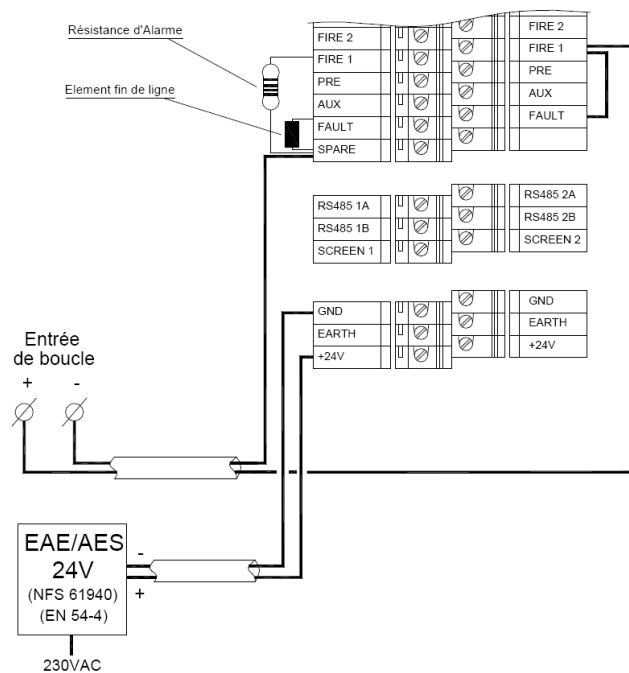 Résistance d'Alarme
Element fin de ligne
FIRE 2
FIRE 1
PRE
AUX
FAULT
SPARE
FIRE 2
FIRE 1
PRE
AUX
FAULT
RS485 1A
RS485 1B
SCREEN 1
RS485 2A
RS485 2B
SCREEN 2
GND
EARTH
+24V
GND
EARTH
+24V
Entrée
de boucle
+ -
EAE/AES
24V
(NFS 61940)
(EN 54-4)
-
+
230VAC